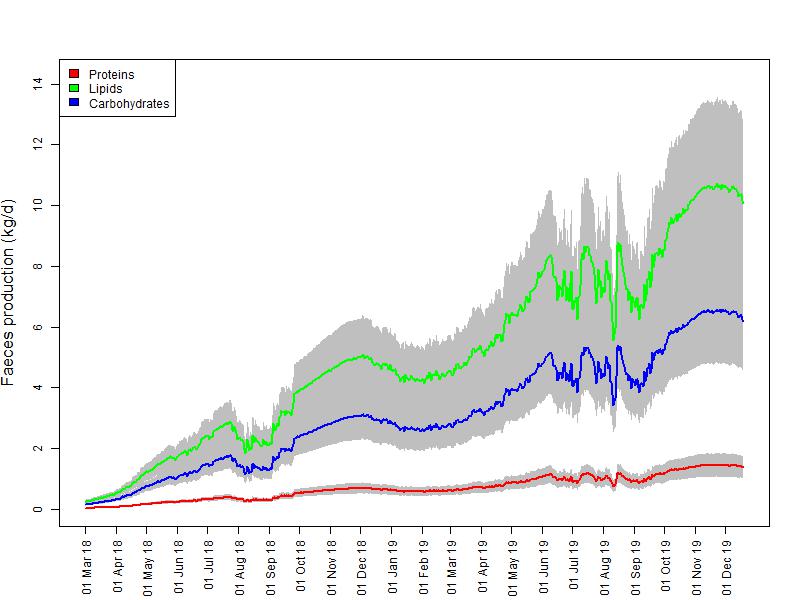 Proteins
Lipids
Carbohydrates
Faeces production (kg/d)
14
12
10
8
6
4
2
0
01 Mar 18
01 Apr 18
01 May 18
01 Jun 18
01 Jul 18
01 Aug 18
01 Sep 18
01 Oct 18
01 Nov 18
01 Dec 18
01 Jan 19
01 Feb 19
01 Mar 19
01 Apr 19
01 May 19
01 Jun 19
01 Jul 19
01 Aug 19
01 Sep 19
01 Oct 19
01 Nov 19
01 Dec 19